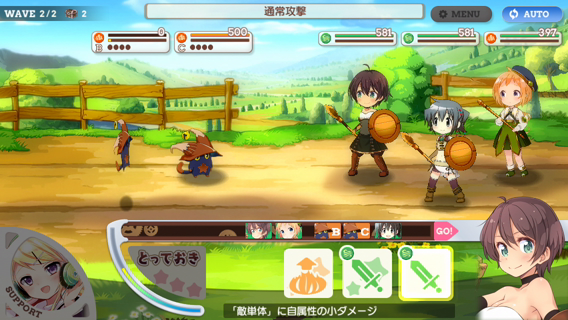 WAVE 2/2 2
通常攻撃
MENU
AUTO
0
B
500
C
581
581
397
B C GO!
とっておき
SUPPORT
「敵単体」に自属性の小ダメージ